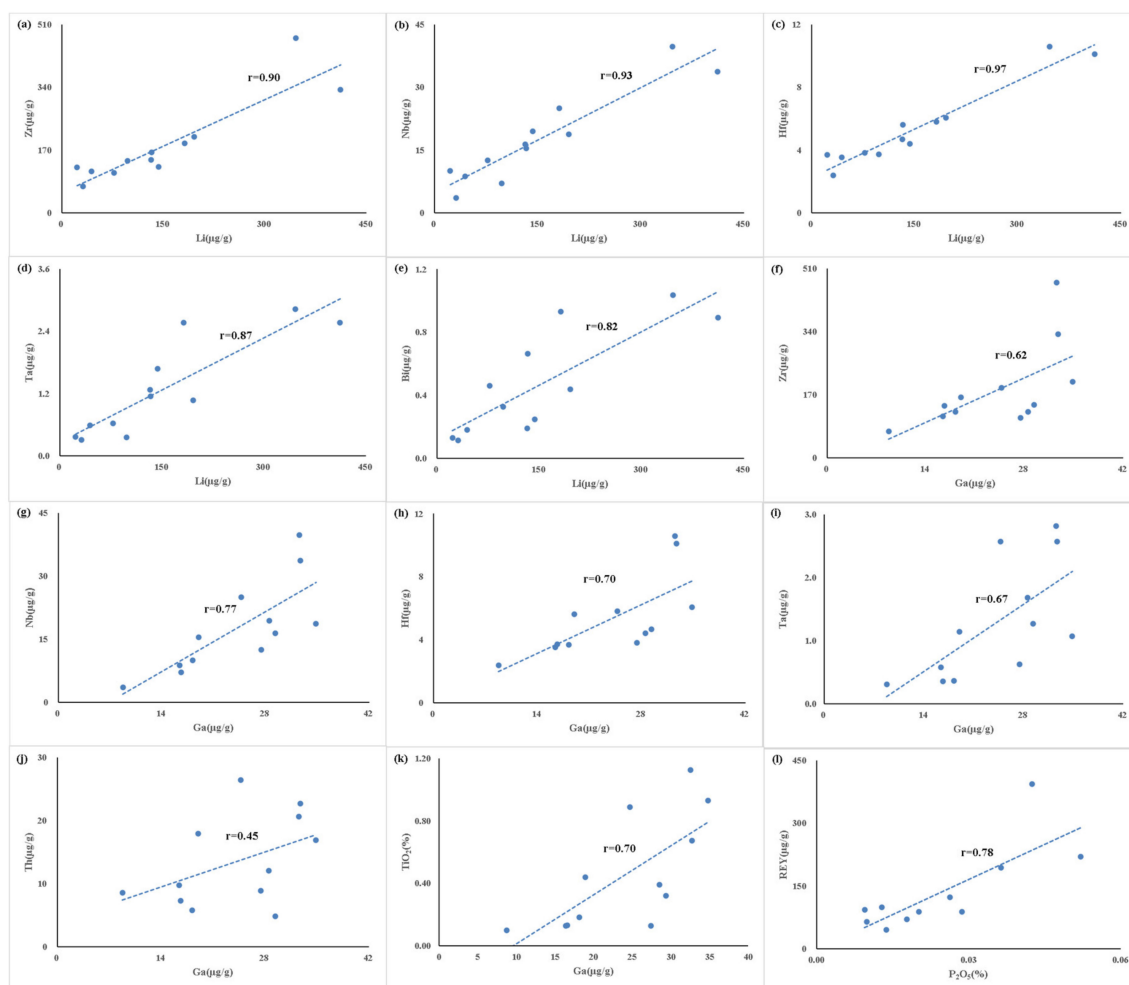 (a)
510
340
170
0
Zr(μg/g)
r=0.90
0 150 300 450
Li(μg/g)
(b)
45
30
15
0
Nb(μg/g)
r=0.93
0 150 300 450
Li(μg/g)
(c)
12
8
4
0
Hf(μg/g)
r=0.97
0 150 300 450
Li(μg/g)
(d)
3.6
2.4
1.2
0.0
Ta(μg/g)
r=0.87
0 150 300 450
Li(μg/g)
(e)
1.2
0.8
0.4
0.0
Bi(μg/g)
r=0.82
0 150 300 450
Li(μg/g)
(f)
510
340
170
0
Zr(μg/g)
r=0.62
0 14 28 42
Ga(μg/g)
(g)
45
30
15
0
Nb(μg/g)
r=0.77
0 14 28 42
Ga(μg/g)
(h)
12
8
4
0
Hf(μg/g)
r=0.70
0 14 28 42
Ga(μg/g)
(i)
3.0
2.0
1.0
0.0
Ta(μg/g)
r=0.67
0 14 28 42
Ga(μg/g)
(j)
30
20
10
0
Th(μg/g)
r=0.45
0 14 28 42
Ga(μg/g)
(k)
1.20
0.80
0.40
0.00
TiO₂(%)
r=0.70
0 5 10 15 20 25 30 35 40
Ga(μg/g)
(l)
450
300
150
0
REY(μg/g)
r=0.78
0.00 0.03 0.06
P₂O₅(%)